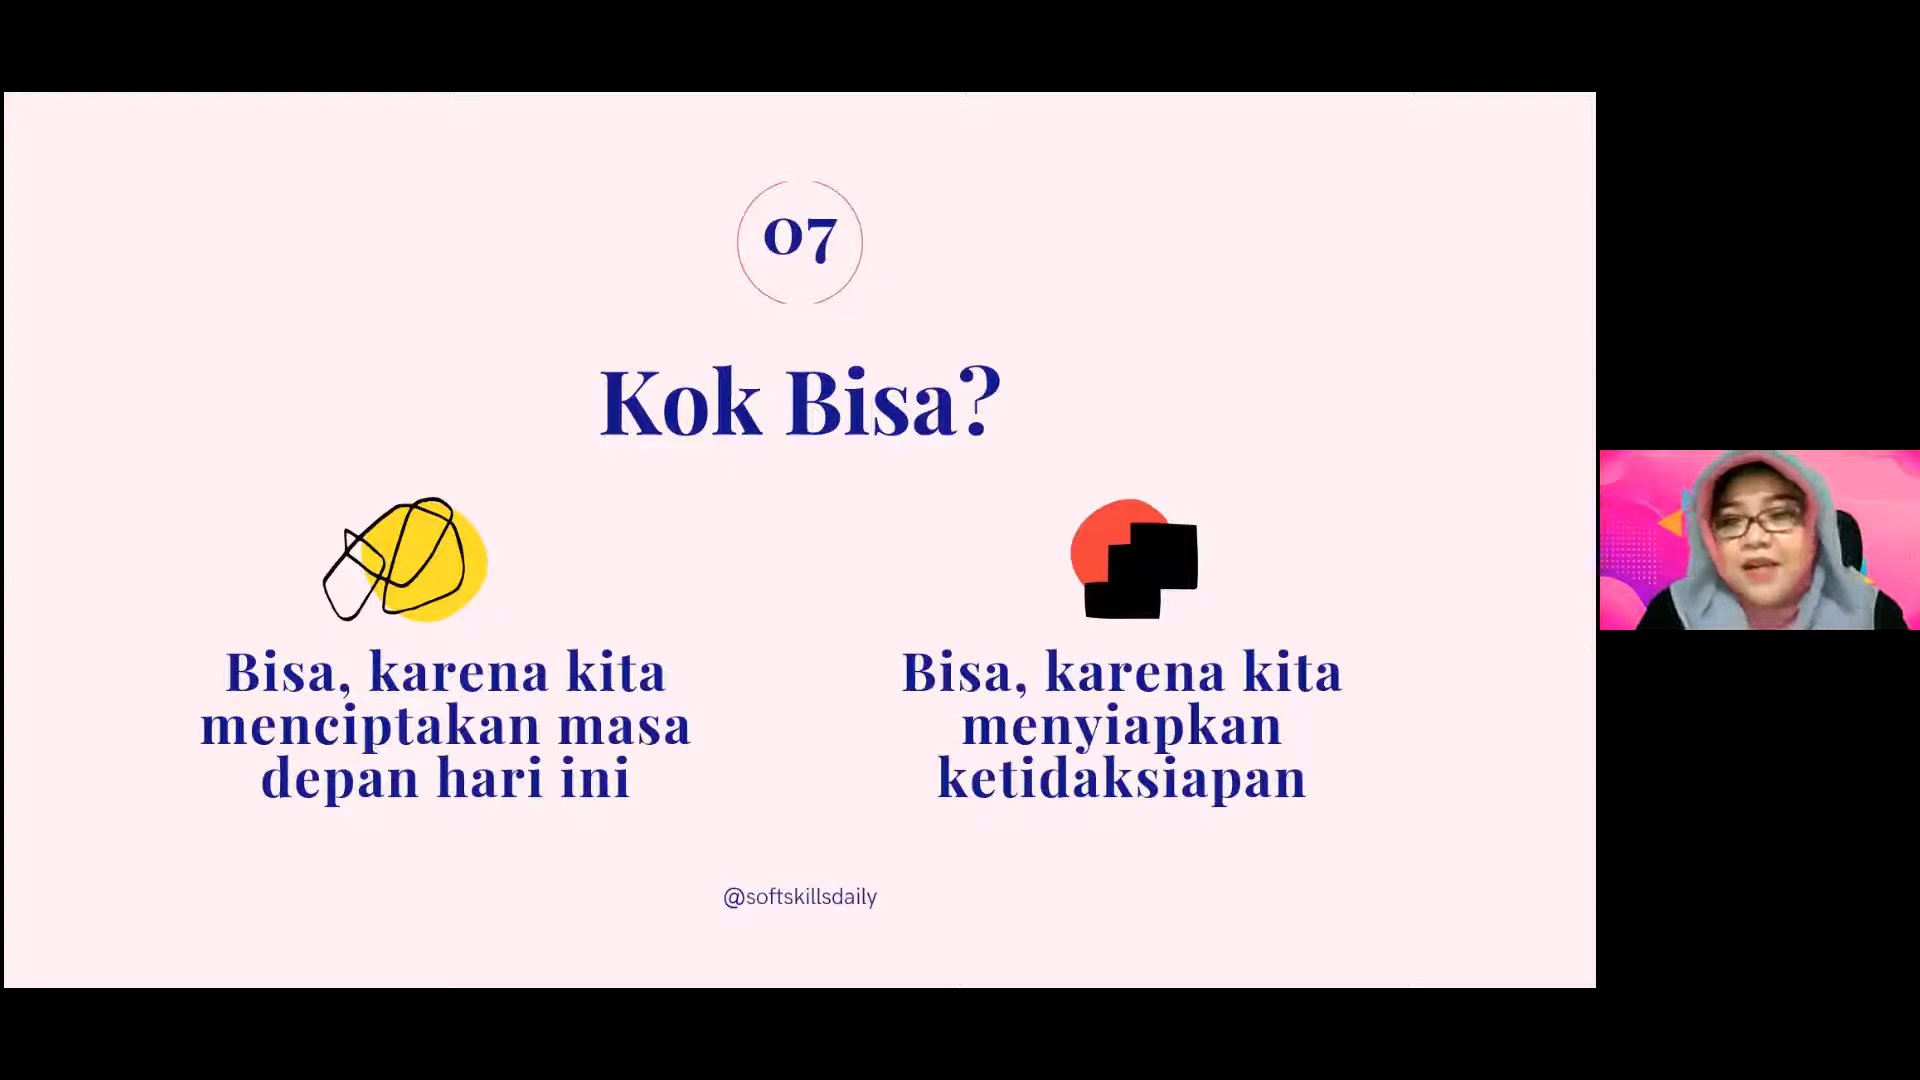 07
Kok Bisa?
Bisa, karena kita
menciptakan masa
depan hari ini
Bisa, karena kita
menyiapkan
ketidaksiapan
@softskillsdaily